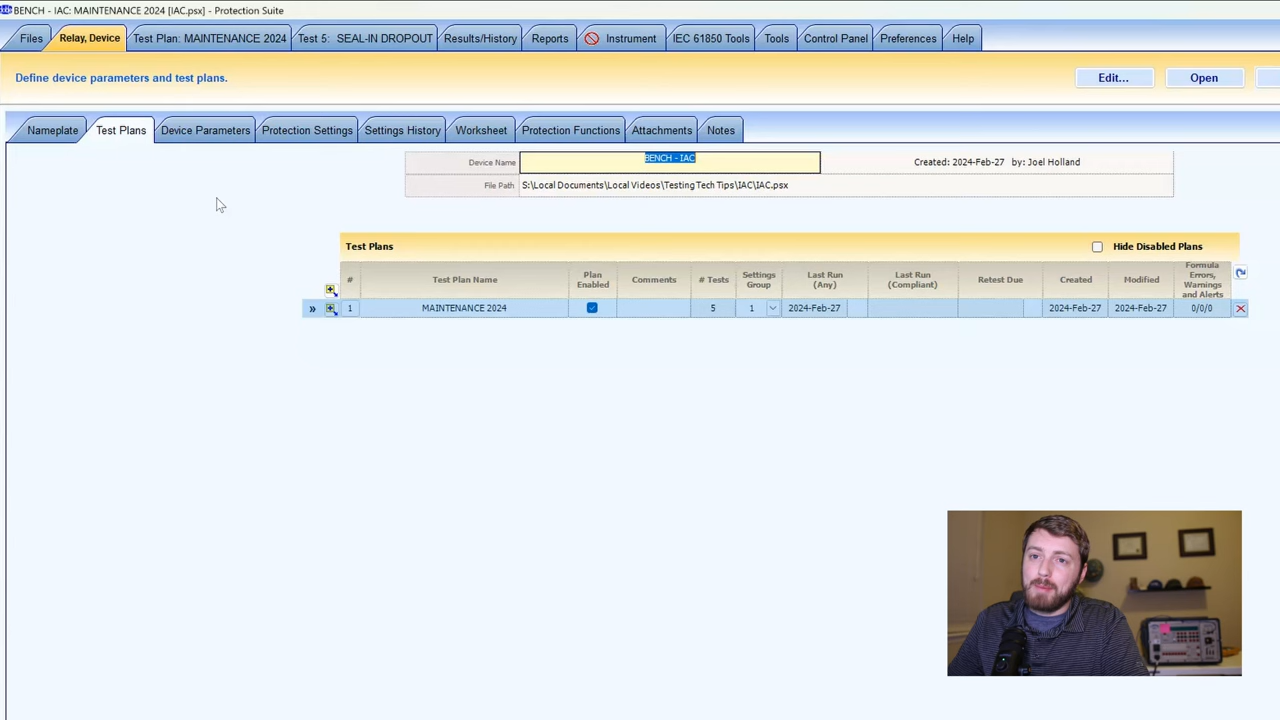 BENCH - IAC: MAINTENANCE 2024 [IAC.psx] - Protection Suite
Files Relay, Device Test Plan: MAINTENANCE 2024 Test 5: SEAL-IN DROPOUT Results/History Reports Instrument IEC 61850 Tools Tools Control Panel Preferences Help
Define device parameters and test plans. Edit... Open
Nameplate Test Plans Device Parameters Protection Settings Settings History Worksheet Protection Functions Attachments Notes
Device Name BENCH - IAC Created: 2024-Feb-27 by: Joel Holland
File Path S:\Local Documents\Local Videos\Testing Tech Tips\IAC\IAC.psx
Test Plans Hide Disabled Plans
# Test Plan Name Plan Enabled Comments # Tests Settings Group Last Run (Any) Last Run (Compliant) Retest Due Created Modified Formula Errors, Warnings and Alerts
» 1 MAINTENANCE 2024 5 1 2024-Feb-27 2024-Feb-27 2024-Feb-27 0/0/0